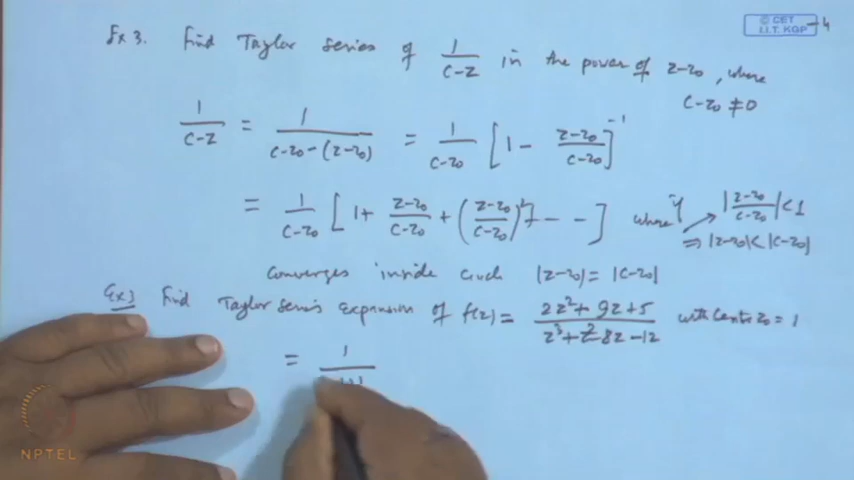 © CET
I.I.T. KGP
Ex 3. Find Taylor series of 1/(c-z) in the power of z-z₀, where
c-z₀ ≠ 0
1/(c-z) = 1/(c-z₀-(z-z₀)) = 1/(c-z₀) [1 - (z-z₀)/(c-z₀)]⁻¹
= 1/(c-z₀) [1 + (z-z₀)/(c-z₀) + ((z-z₀)/(c-z₀))² + - - -] where if |(z-z₀)/(c-z₀)| < 1
⇒ |z-z₀| < |c-z₀|
Converges inside circle |z-z₀| = |c-z₀|
Ex 3 Find Taylor series expansion of f(z) = (2z²+9z+5)/(z³+z²-8z-12) with centre z₀ = 1
= 1/
NPTEL